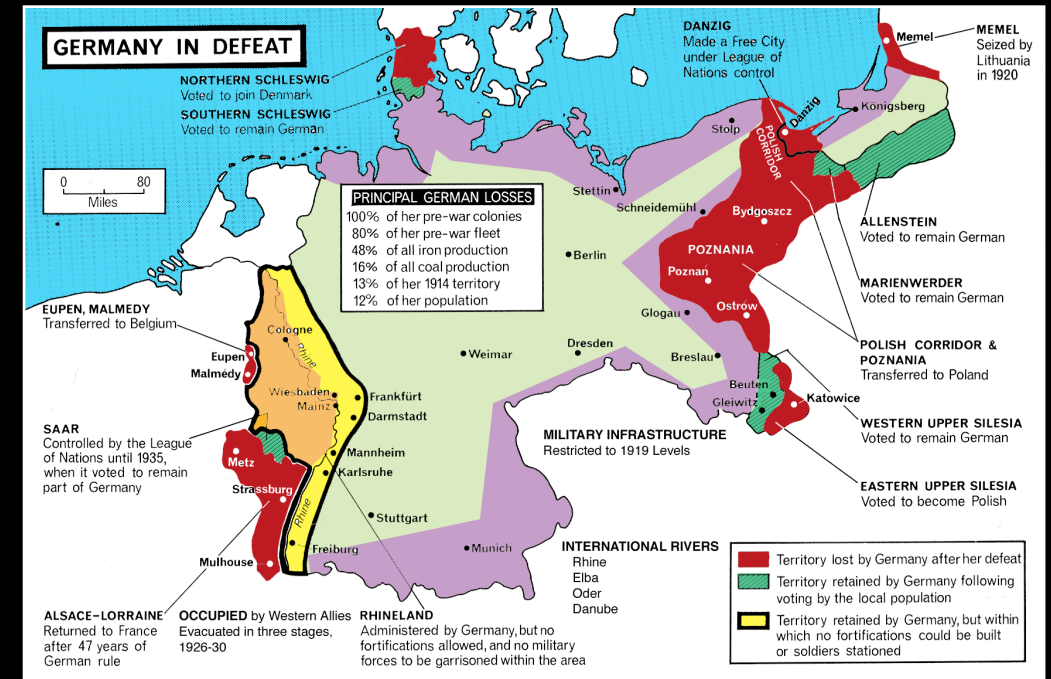 GERMANY IN DEFEAT
NORTHERN SCHLESWIG
Voted to join Denmark
SOUTHERN SCHLESWIG
Voted to remain German
DANZIG
Made a Free City
under League of
Nations control
MEMEL
Seized by
Lithuania
in 1920
Memel
Königsberg
Danzig
Stolp
POLISH
CORRIDOR
0 80
Miles
PRINCIPAL GERMAN LOSSES
100% of her pre-war colonies
80% of her pre-war fleet
48% of all iron production
16% of all coal production
13% of her 1914 territory
12% of her population
Stettin
Schneidemühl
Bydgoszcz
Berlin
POZNANIA
Poznań
Ostrów
Glogau
Breslau
Dresden
Weimar
ALLENSTEIN
Voted to remain German
MARIENWERDER
Voted to remain German
POLISH CORRIDOR &
POZNANIA
Transferred to Poland
Beuten
Gleiwitz
Katowice
WESTERN UPPER SILESIA
Voted to remain German
EASTERN UPPER SILESIA
Voted to become Polish
EUPEN, MALMEDY
Transferred to Belgium
Eupen
Malmédy
Cologne
Rhine
Wiesbaden
Mainz
Frankfürt
Darmstadt
Mannheim
Karlsruhe
SAAR
Controlled by the League
of Nations until 1935,
when it voted to remain
part of Germany
Metz
Strassburg
Rhine
Stuttgart
Mulhouse
Freiburg
Munich
MILITARY INFRASTRUCTURE
Restricted to 1919 Levels
INTERNATIONAL RIVERS
Rhine
Elba
Oder
Danube
ALSACE-LORRAINE
Returned to France
after 47 years of
German rule
OCCUPIED by Western Allies
Evacuated in three stages,
1926-30
RHINELAND
Administered by Germany, but no
fortifications allowed, and no military
forces to be garrisoned within the area
Territory lost by Germany after her defeat
Territory retained by Germany following
voting by the local population
Territory retained by Germany, but within
which no fortifications could be built
or soldiers stationed